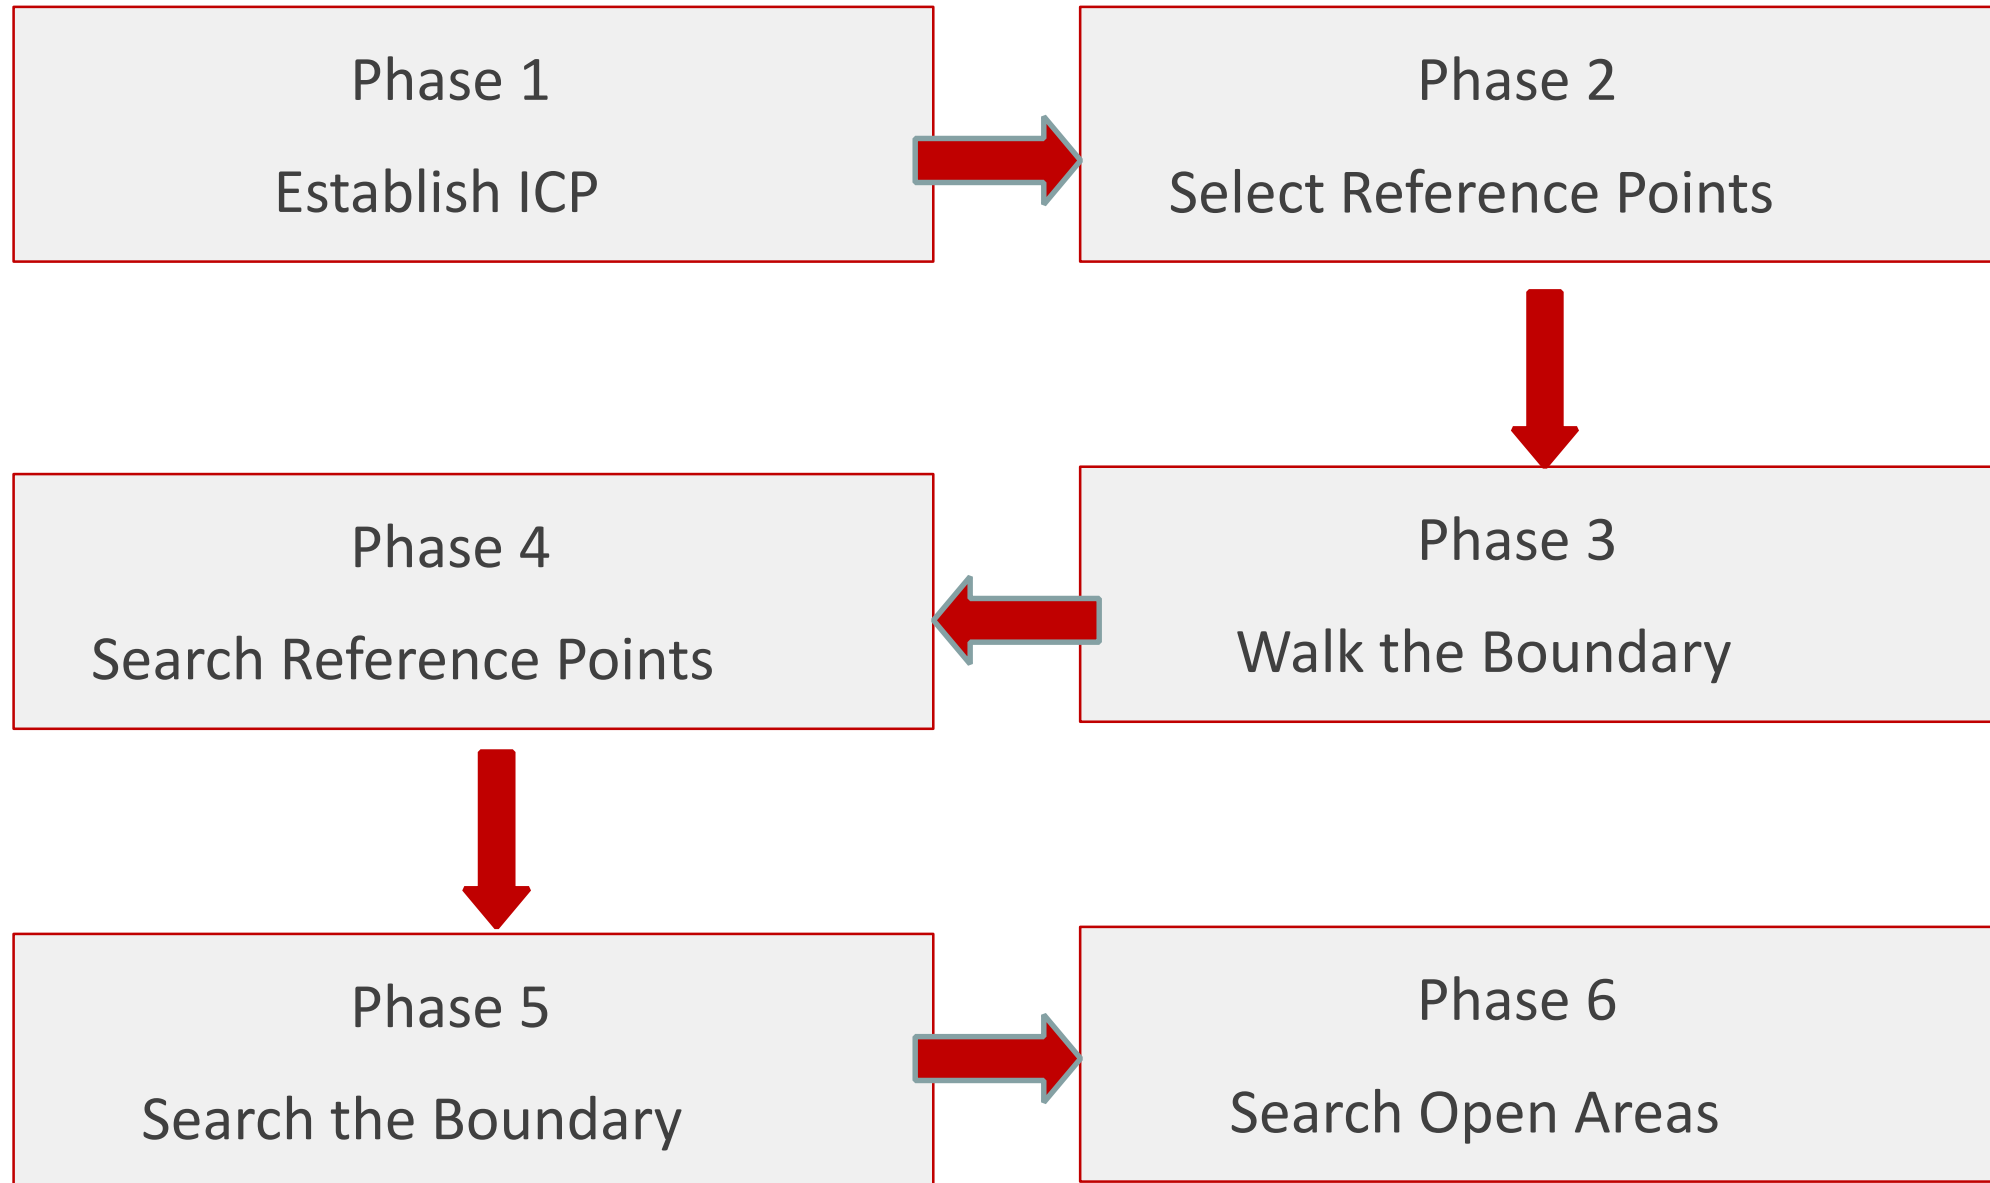 Phase 1
Establish ICP
Phase 2
Select Reference Points
Phase 3
Walk the Boundary
Phase 4
Search Reference Points
Phase 5
Search the Boundary
Phase 6
Search Open Areas